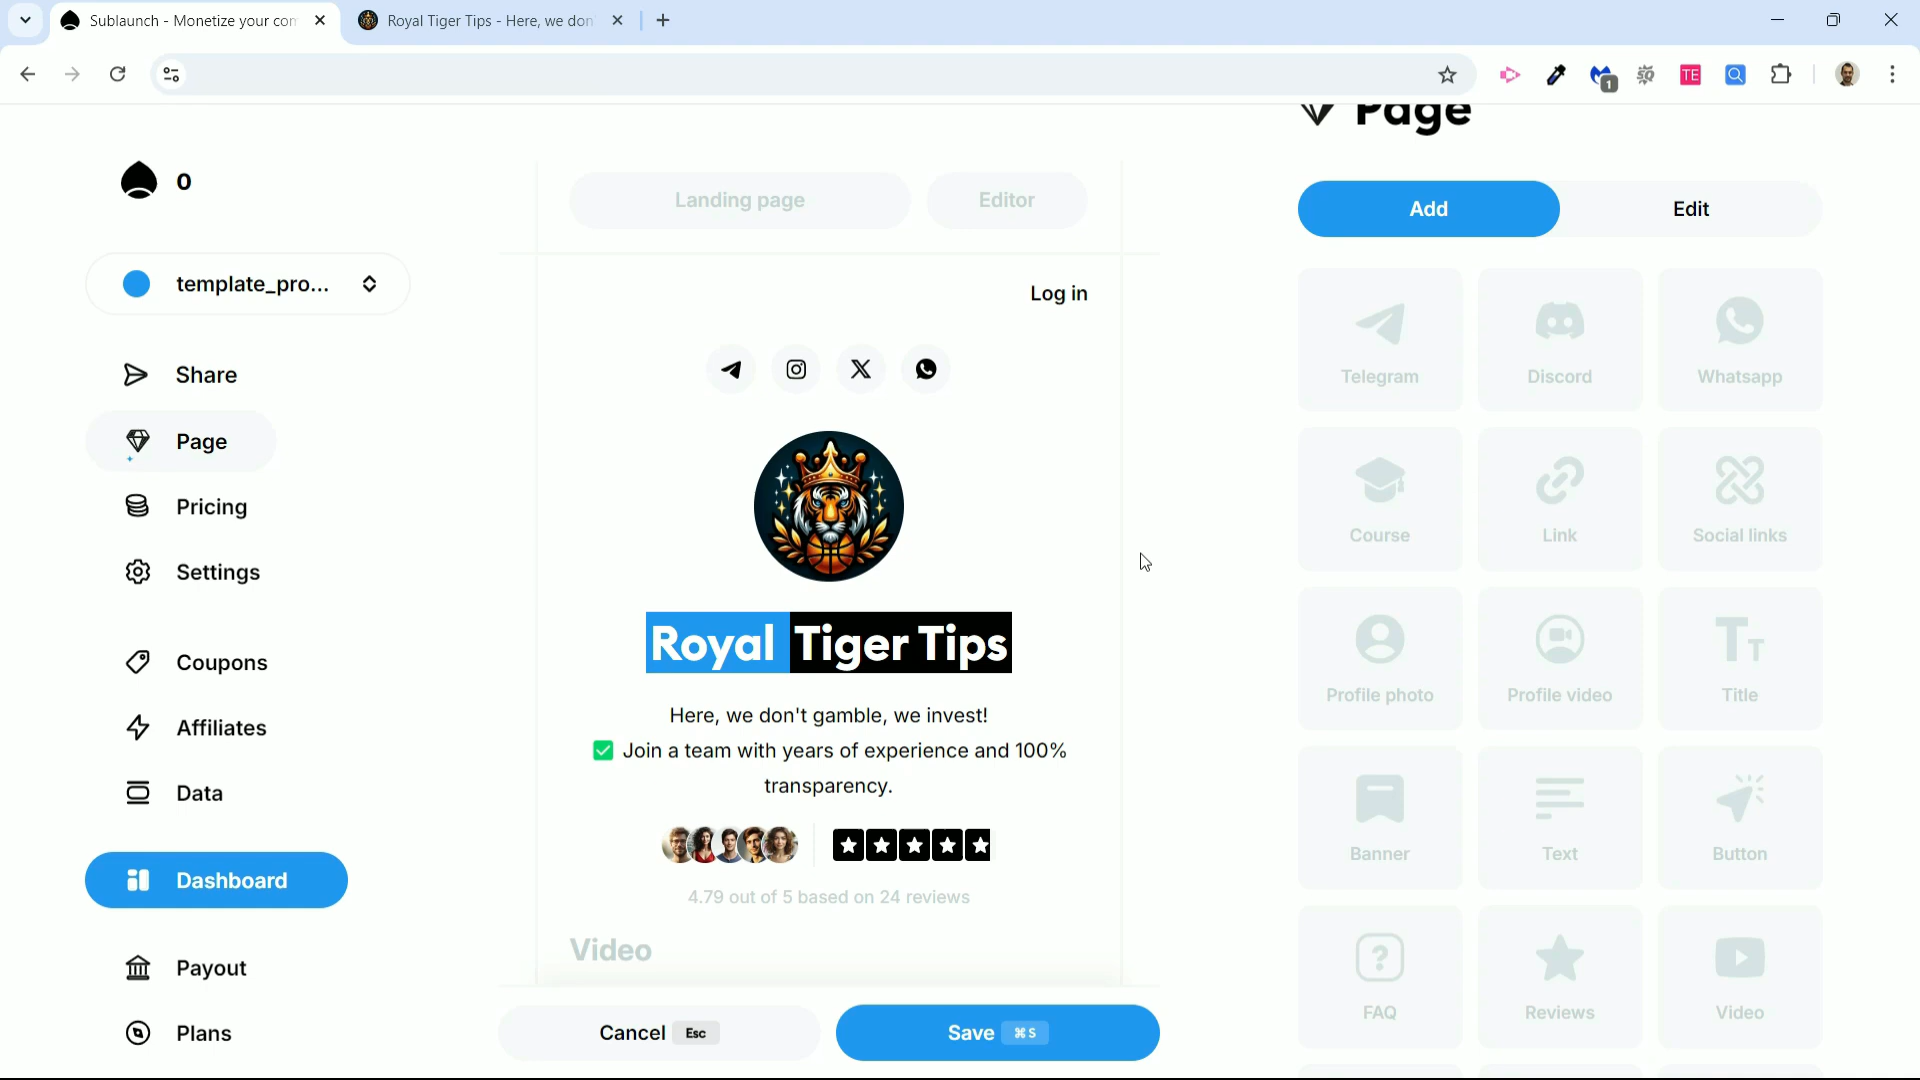 Sublaunch - Monetize your con
Royal Tiger Tips - Here, we don
1
SQ
TE
Page
0
template_pro...
Share
Page
Pricing
Settings
Coupons
Affiliates
Data
Dashboard
Payout
Plans
Landing page
Editor
Log in
Royal Tiger Tips
Here, we don't gamble, we invest!
✅ Join a team with years of experience and 100%
transparency.
4.79 out of 5 based on 24 reviews
Video
Cancel Esc
Save ⌘ S
Add
Edit
Telegram
Discord
Whatsapp
Course
Link
Social links
Profile photo
Profile video
Title
Banner
Text
Button
FAQ
Reviews
Video